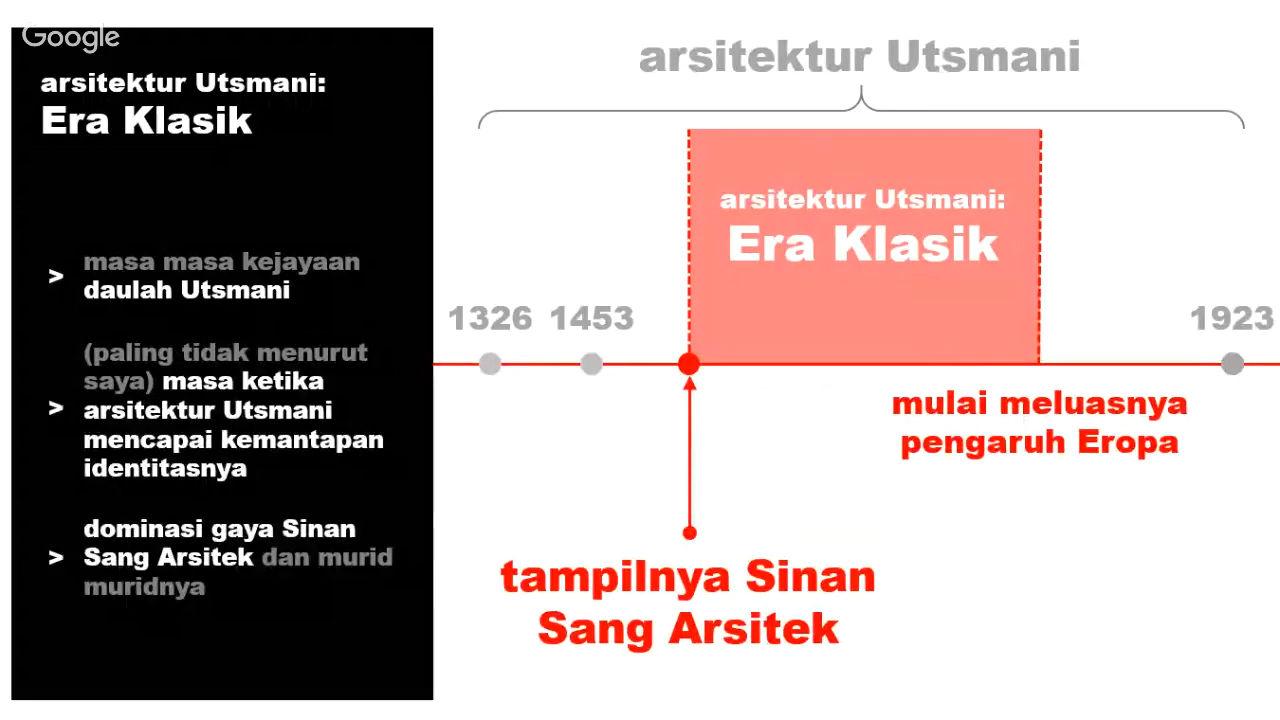 Google
arsitektur Utsmani:
Era Klasik
> masa masa kejayaan
daulah Utsmani
(paling tidak menurut
saya) masa ketika
> arsitektur Utsmani
mencapai kemantapan
identitasnya
dominasi gaya Sinan
> Sang Arsitek dan murid
muridnya
arsitektur Utsmani
arsitektur Utsmani:
Era Klasik
1326 1453 1923
mulai meluasnya
pengaruh Eropa
tampilnya Sinan
Sang Arsitek